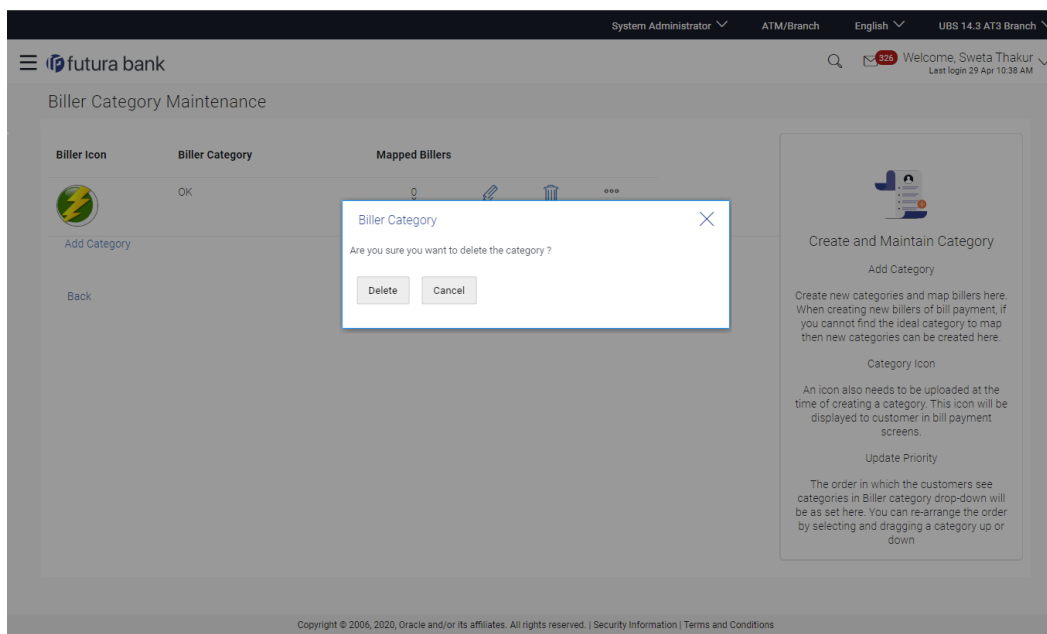 System Administrator ATM/Branch English UBS 14.3 AT3 Branch
futura bank
326
Welcome, Sweta Thakur
Last login 29 Apr 10:38 AM
Biller Category Maintenance
Biller Icon Biller Category Mapped Billers
OK 0
Add Category
Back
Biller Category
Are you sure you want to delete the category ?
Delete Cancel
Create and Maintain Category
Add Category
Create new categories and map billers here.
When creating new billers of bill payment, if
you cannot find the ideal category to map
then new categories can be created here.
Category Icon
An icon also needs to be uploaded at the
time of creating a category. This icon will be
displayed to customer in bill payment
screens.
Update Priority
The order in which the customers see
categories in Biller category drop-down will
be as set here. You can re-arrange the order
by selecting and dragging a category up or
down
Copyright © 2006, 2020, Oracle and/or its affiliates. All rights reserved. | Security Information | Terms and Conditions